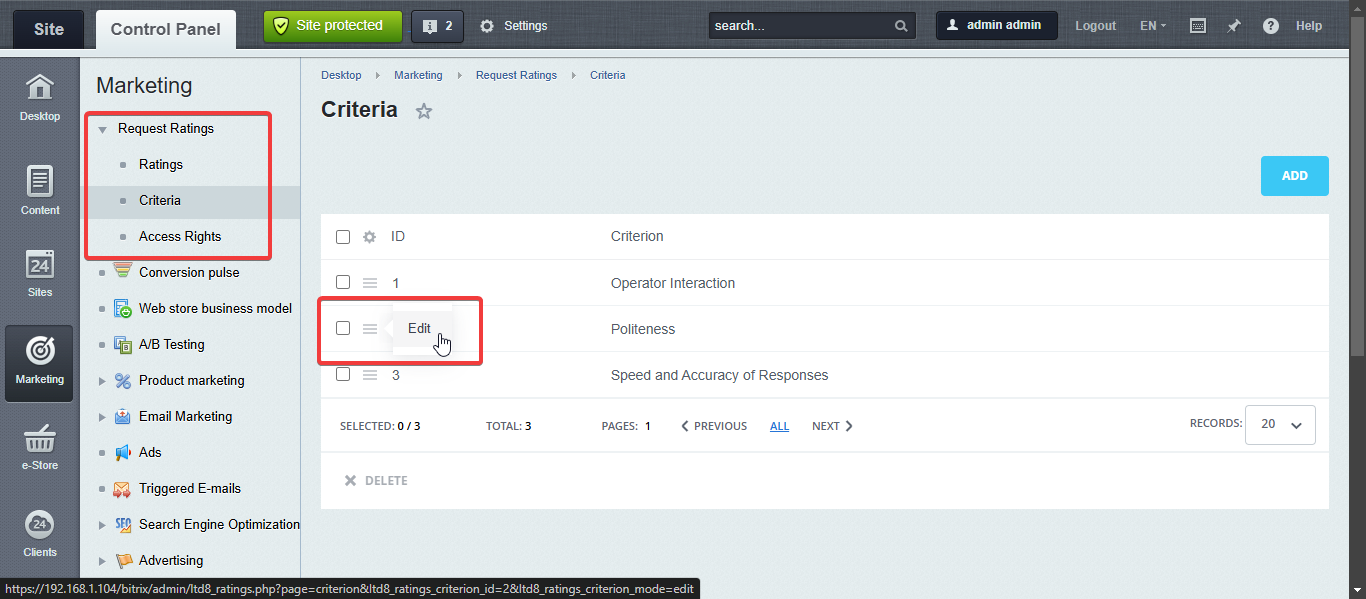 Site
Control Panel
Site protected
2
Settings
search...
admin admin
Logout
EN
?
Help
Desktop
Content
24
Sites
Marketing
e-Store
24
Clients
Marketing
Request Ratings
Ratings
Criteria
Access Rights
Conversion pulse
Web store business model
A/B Testing
Product marketing
Email Marketing
Ads
Triggered E-mails
SEO
Search Engine Optimization
Advertising
Desktop Marketing Request Ratings Criteria
Criteria
ADD
ID Criterion
1 Operator Interaction
Edit Politeness
3 Speed and Accuracy of Responses
SELECTED: 0 / 3 TOTAL: 3 PAGES: 1 PREVIOUS ALL NEXT RECORDS: 20
DELETE
https://192.168.1.104/bitrix/admin/ltd8_ratings.php?page=criterion&ltd8_ratings_criterion_id=2&ltd8_ratings_criterion_mode=edit